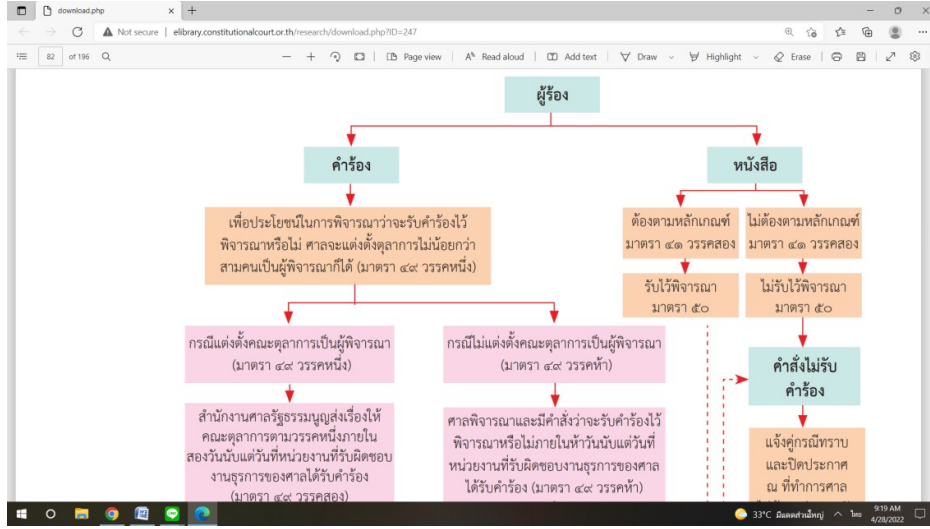 download.php
Not secure | elibrary.constitutionalcourt.or.th/research/download.php?ID=247
82 of 196
Page view
Read aloud
Add text
Draw
Highlight
Erase
ผู้ร้อง
คำร้อง
หนังสือ
เพื่อประโยชน์ในการพิจารณาว่าจะรับคำร้องไว้
พิจารณาหรือไม่ ศาลจะแต่งตั้งตุลาการไม่น้อยกว่า
สามคนเป็นผู้พิจารณาก็ได้ (มาตรา ๔๙ วรรคหนึ่ง)
ต้องตามหลักเกณฑ์
มาตรา ๔๑ วรรคสอง
ไม่ต้องตามหลักเกณฑ์
มาตรา ๔๑ วรรคสอง
รับไว้พิจารณา
มาตรา ๕๐
ไม่รับไว้พิจารณา
มาตรา ๕๐
กรณีแต่งตั้งคณะตุลาการเป็นผู้พิจารณา
(มาตรา ๔๙ วรรคหนึ่ง)
กรณีไม่แต่งตั้งคณะตุลาการเป็นผู้พิจารณา
(มาตรา ๔๙ วรรคห้า)
คำสั่งไม่รับ
คำร้อง
สำนักงานศาลรัฐธรรมนูญส่งเรื่องให้
คณะตุลาการตามวรรคหนึ่งภายใน
สองวันนับแต่วันที่หน่วยงานที่รับผิดชอบ
งานธุรการของศาลได้รับคำร้อง
(มาตรา ๔๙ วรรคสอง)
ศาลพิจารณาและมีคำสั่งว่าจะรับคำร้องไว้
พิจารณาหรือไม่ภายในห้าวันนับแต่วันที่
หน่วยงานที่รับผิดชอบงานธุรการของศาล
ได้รับคำร้อง (มาตรา ๔๙ วรรคห้า)
แจ้งคู่กรณีทราบ
และปิดประกาศ
ณ ที่ทำการศาล
33°C มีแดดส่วนใหญ่
ไทย
9:19 AM
4/28/2022